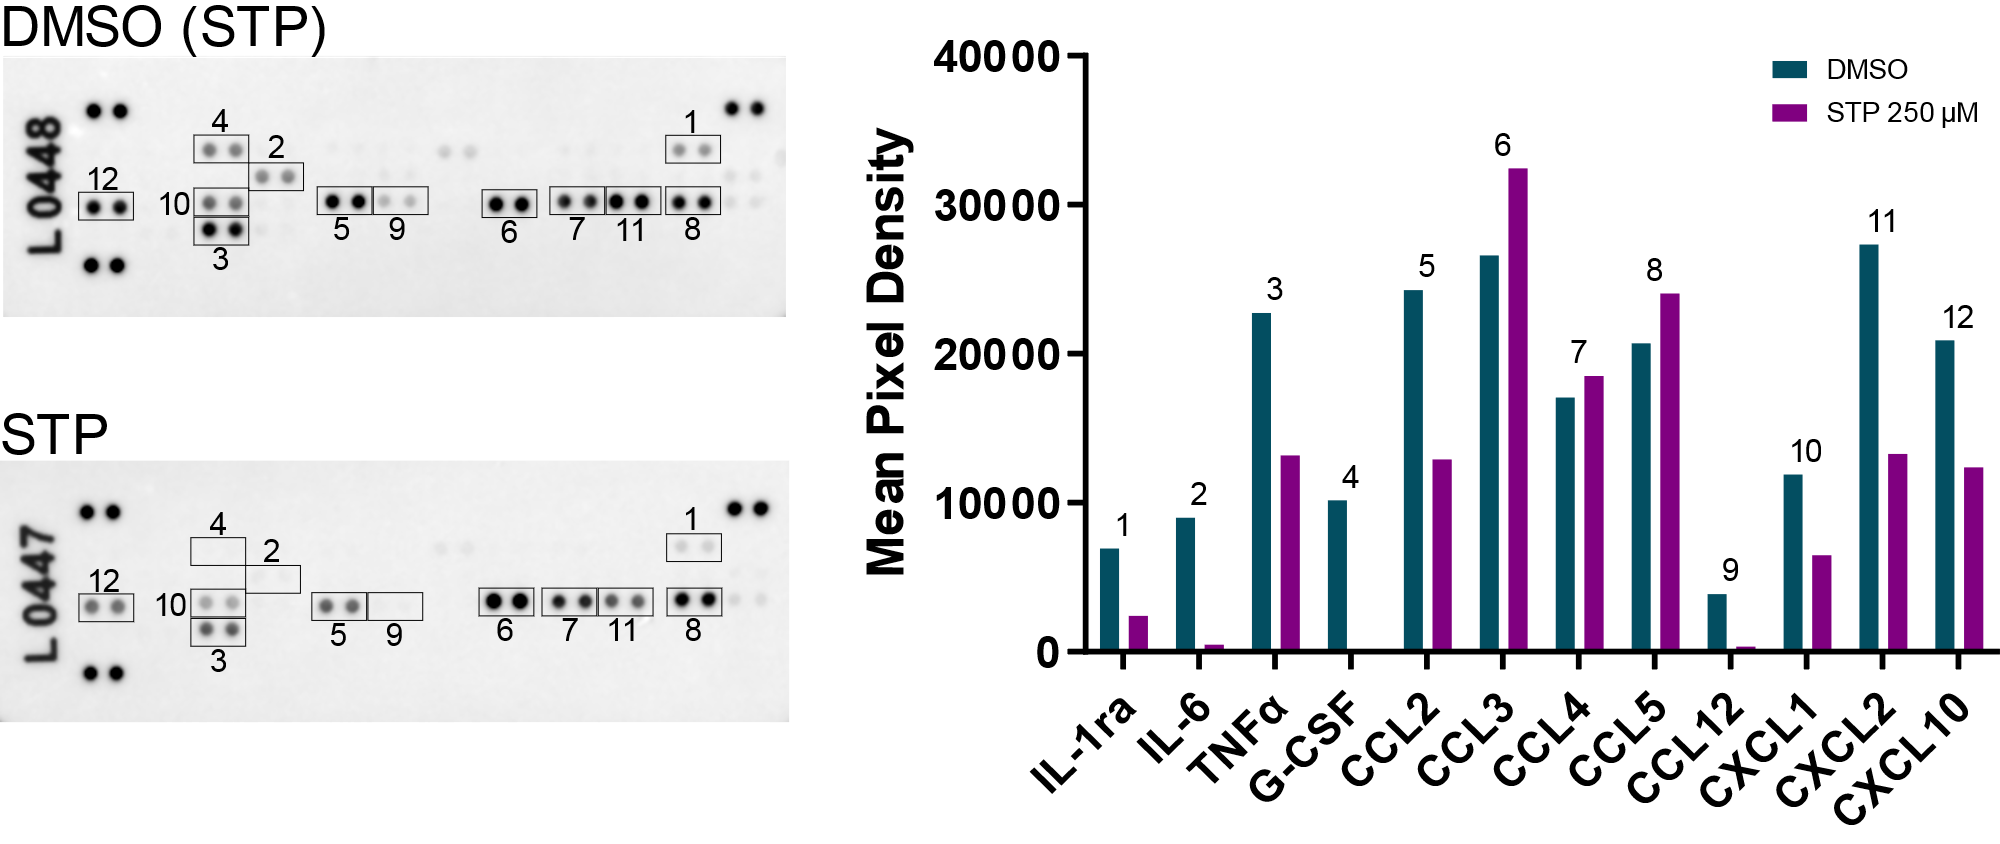 DMSO (STP)
L 0448
4
2
1
12
10
5
9
6
7
11
8
3
STP
L 0447
4
2
1
12
10
5
9
6
7
11
8
3
Mean Pixel Density
40000
30000
20000
10000
0
DMSO
STP 250 µM
1
2
3
4
5
6
7
8
9
10
11
12
IL-1ra
IL-6
TNFα
G-CSF
CCL2
CCL3
CCL4
CCL5
CCL12
CXCL1
CXCL2
CXCL10